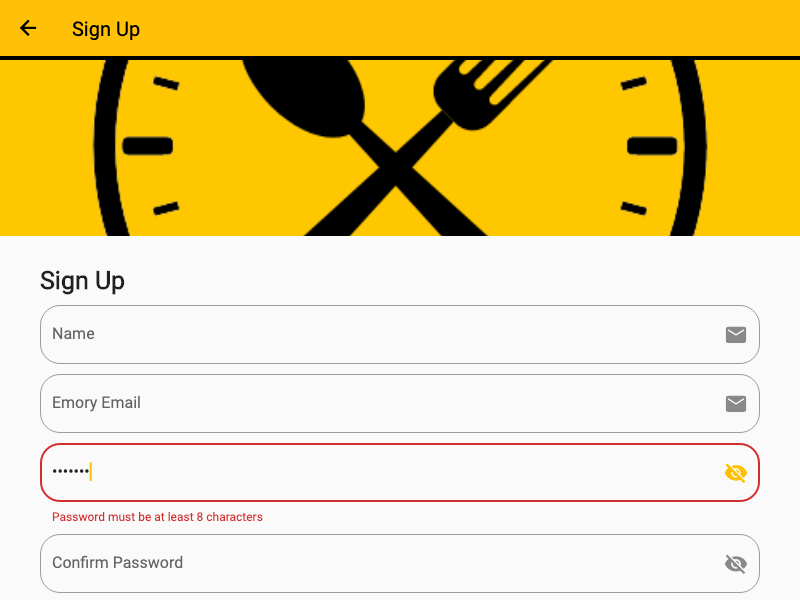 Sign Up
Sign Up
Name
Emory Email
•••••••
Password must be at least 8 characters
Confirm Password